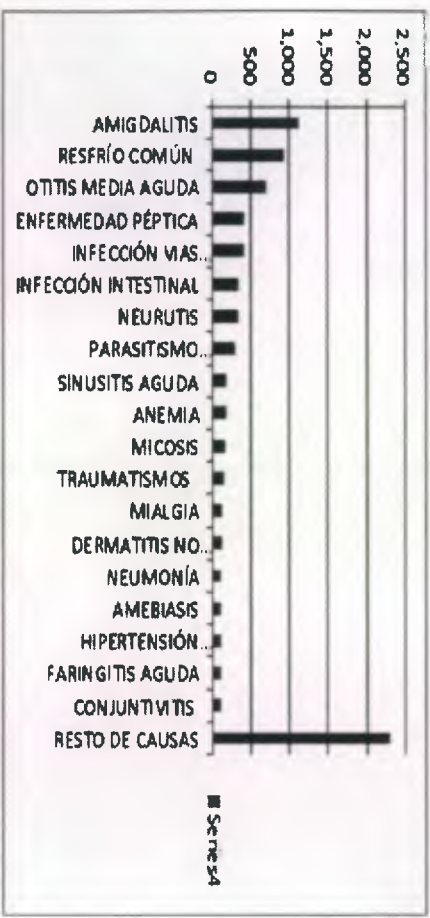 0
500
1,000
1,500
2,000
2,500
AMIGDALITIS
RESFRÍO COMÚN
OTITIS MEDIA AGUDA
ENFERMEDAD PÉPTICA
INFECCIÓN VIAS..
INFECCIÓN INTESTINAL
NEURUTIS
PARASITISMO..
SINUSITIS AGUDA
ANEMIA
MICOSIS
TRAUMATISMOS
MIALGIA
DERMATITIS NO..
NEUMONÍA
AMEBIASIS
HIPERTENSIÓN..
FARINGITIS AGUDA
CONJUNTIVITIS
RESTO DE CAUSAS
Series4